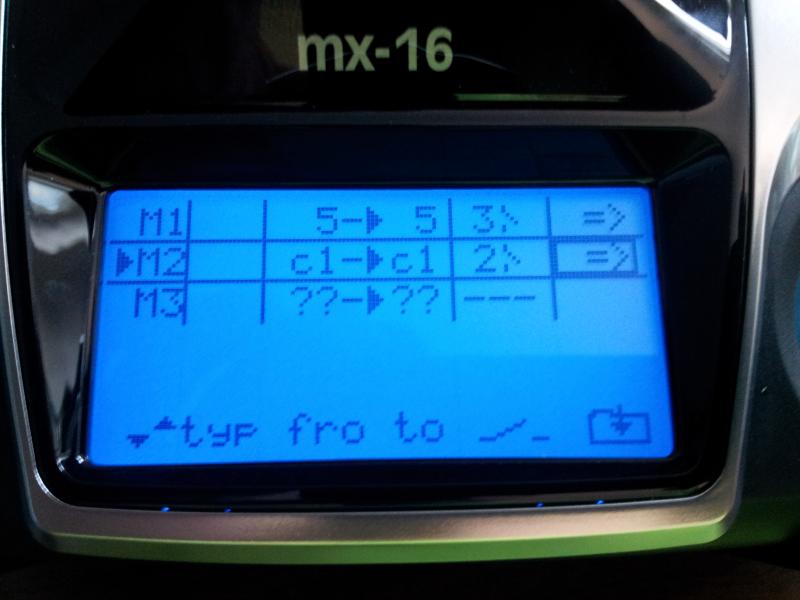 mx-16
M1 5→ 5 3 =>
▶M2 c1→c1 2 =>
M3 ??→?? ---
typ fro to